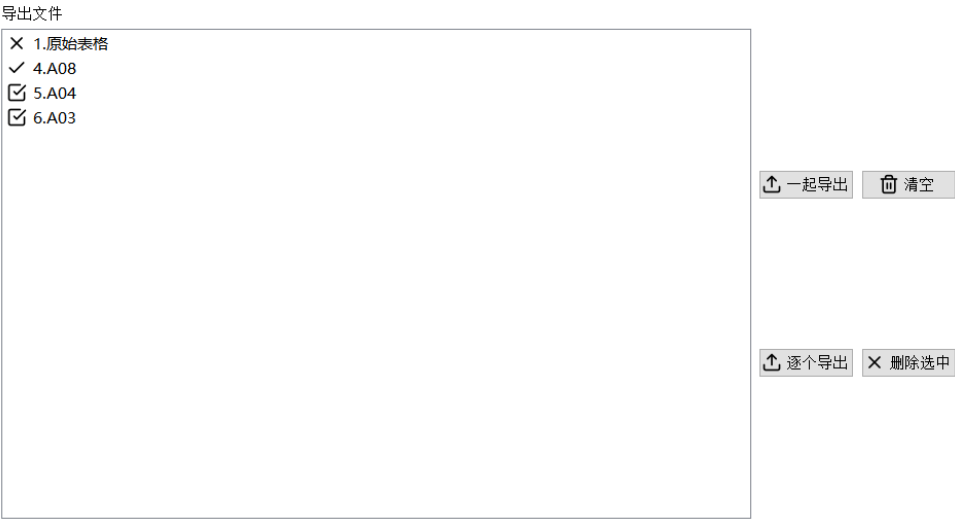 导出文件
1.原始表格
4.A08
5.A04
6.A03
一起导出 清空
逐个导出 删除选中